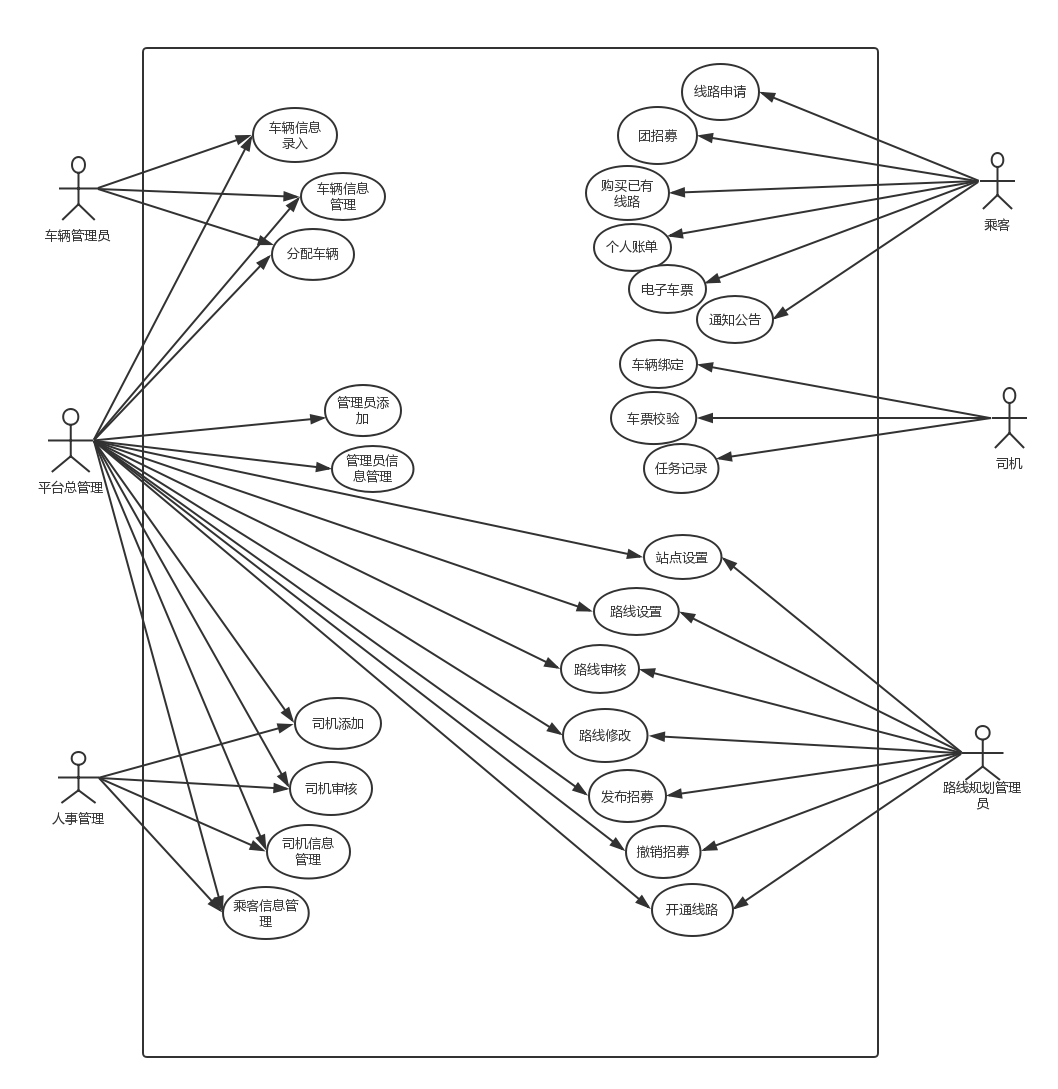 线路申请
团招募
车辆信息
录入
购买已有
线路
车辆信息
管理
乘客
车辆管理员
个人账单
分配车辆
电子车票
通知公告
车辆绑定
管理员添
加
车票校验
司机
管理员信
息管理
任务记录
平台总管理
站点设置
路线设置
路线审核
司机添加
路线修改
司机审核
路线规划管理
员
发布招募
人事管理
司机信息
管理
撤销招募
乘客信息管
理
开通线路